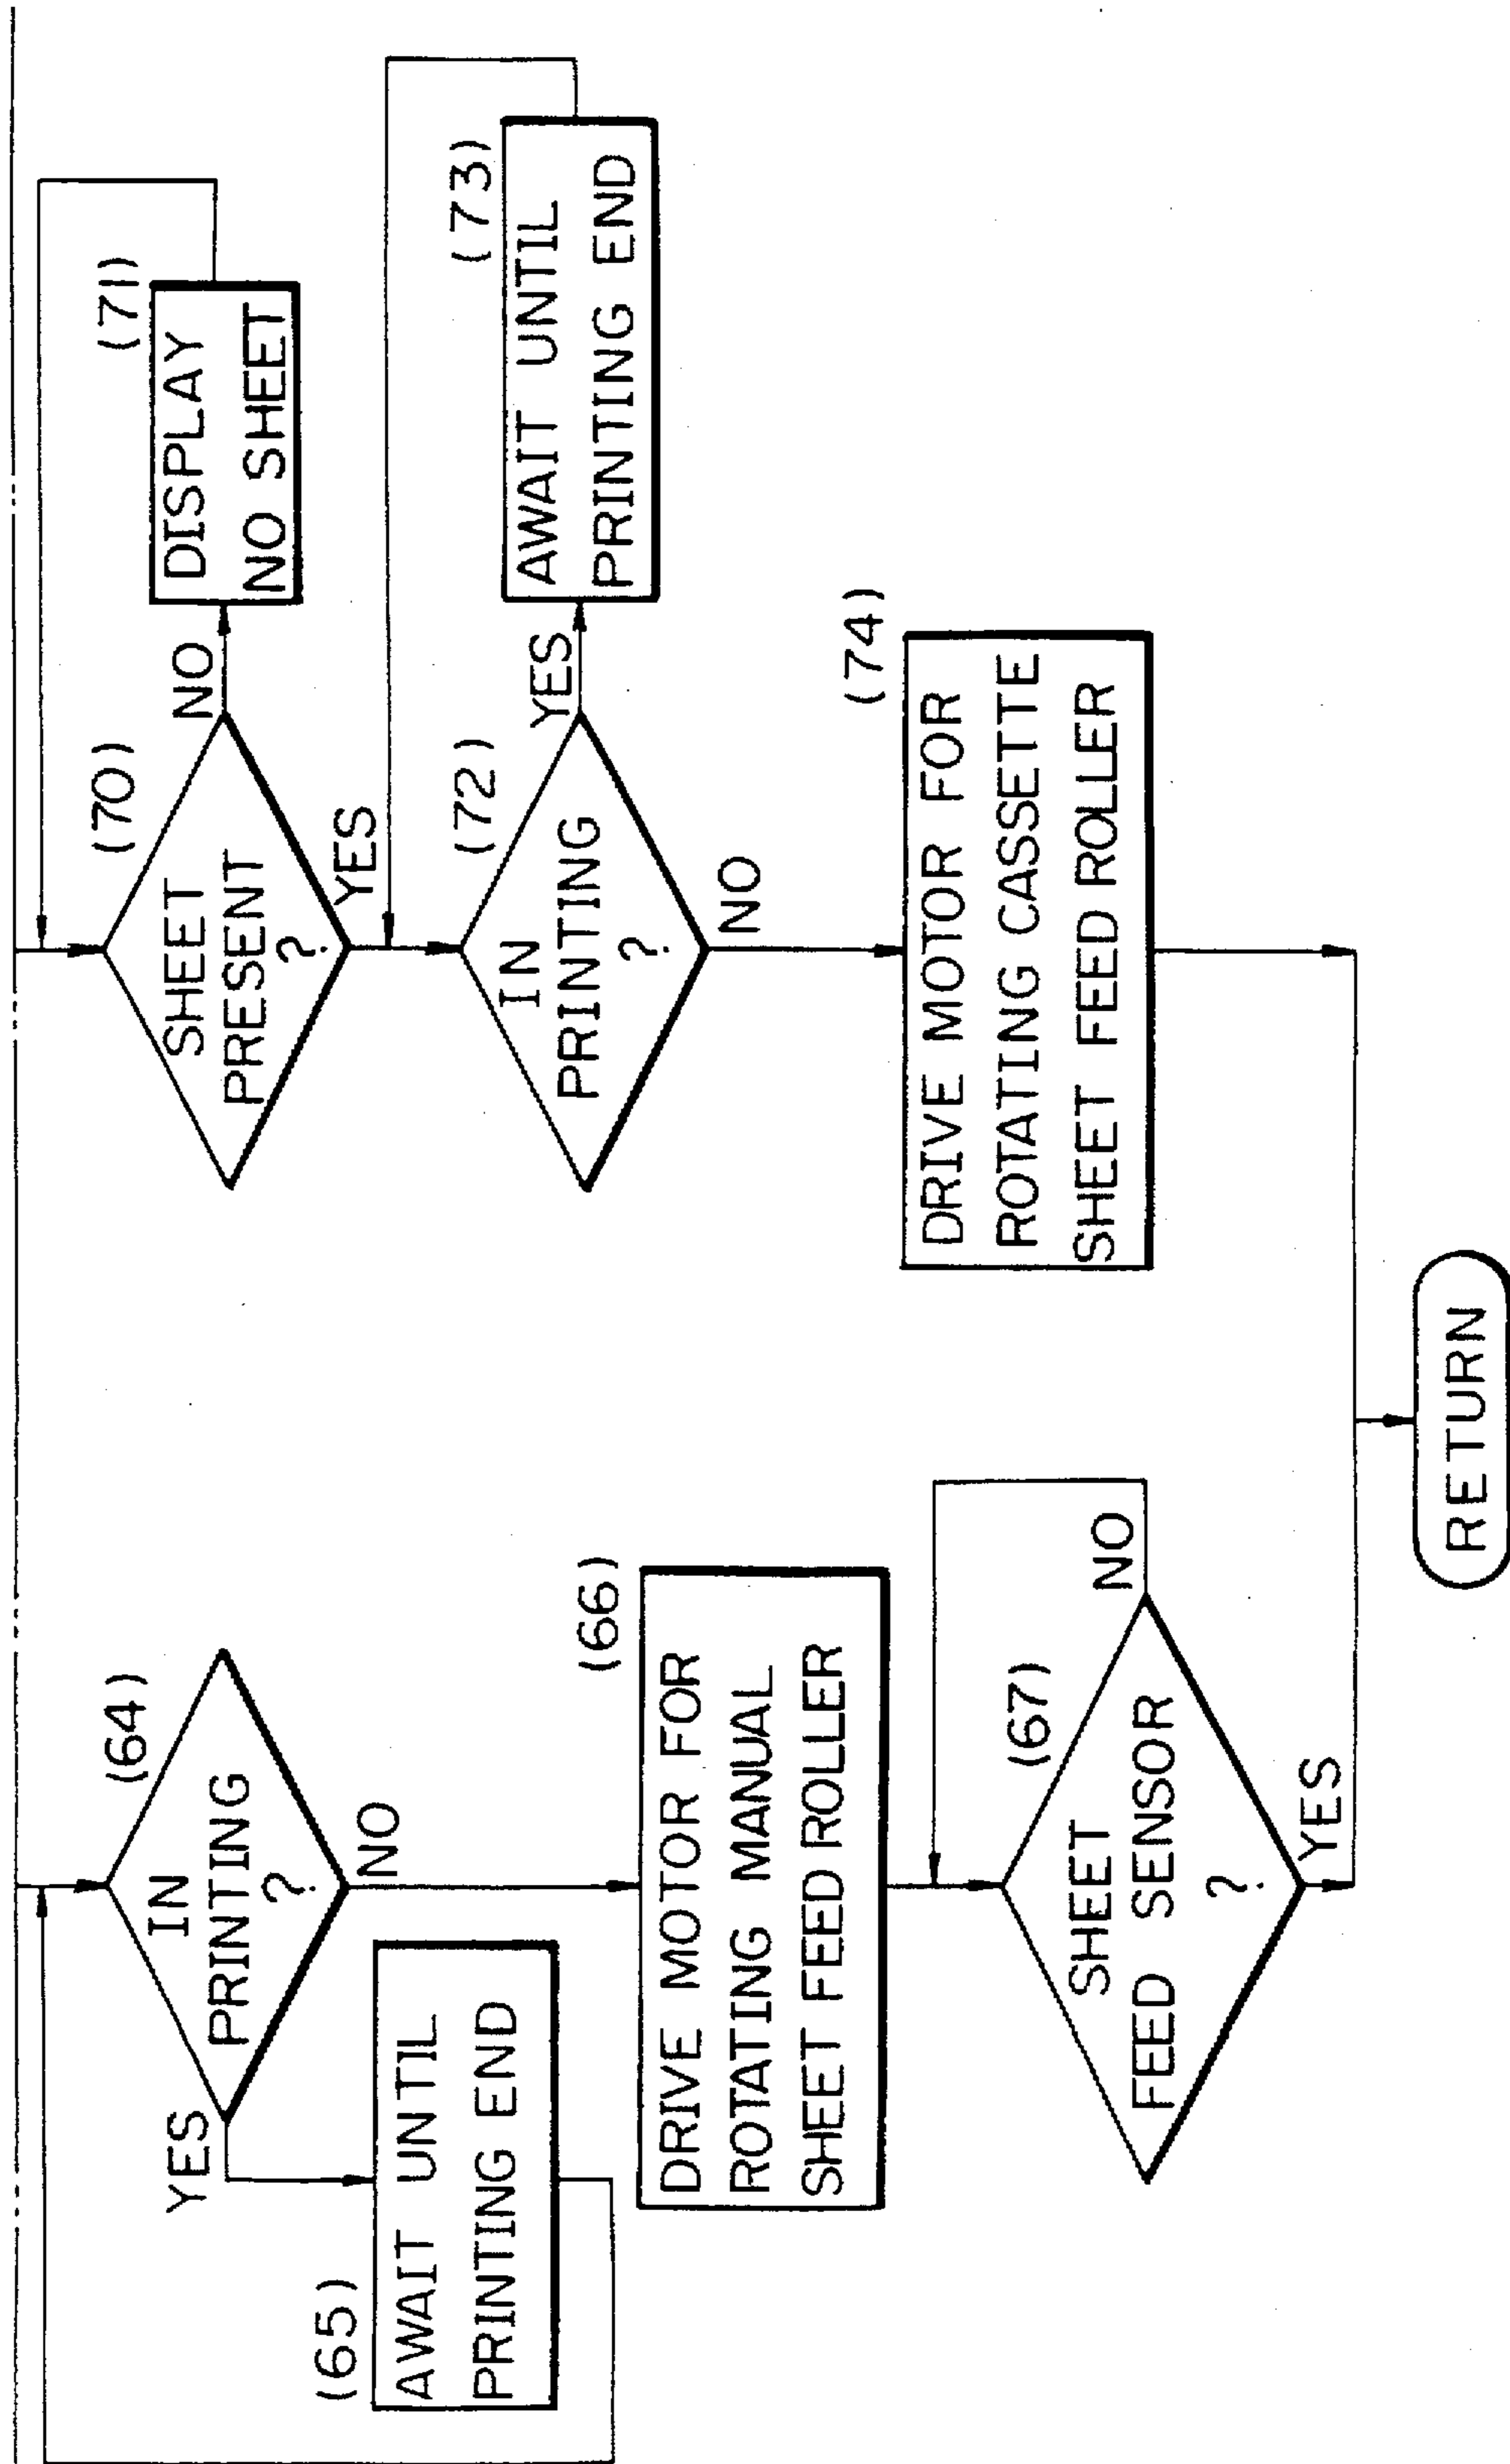 (64)
IN
PRINTING
?
YES
NO
(65)
AWAIT UNTIL
PRINTING END
(66)
DRIVE MOTOR FOR
ROTATING MANUAL
SHEET FEED ROLLER
(67)
SHEET
FEED SENSOR
?
NO
YES
(70)
SHEET
PRESENT
?
NO
YES
(71)
DISPLAY
NO SHEET
(72)
IN
PRINTING
?
YES
NO
(73)
AWAIT UNTIL
PRINTING END
(74)
DRIVE MOTOR FOR
ROTATING CASSETTE
SHEET FEED ROLLER
RETURN